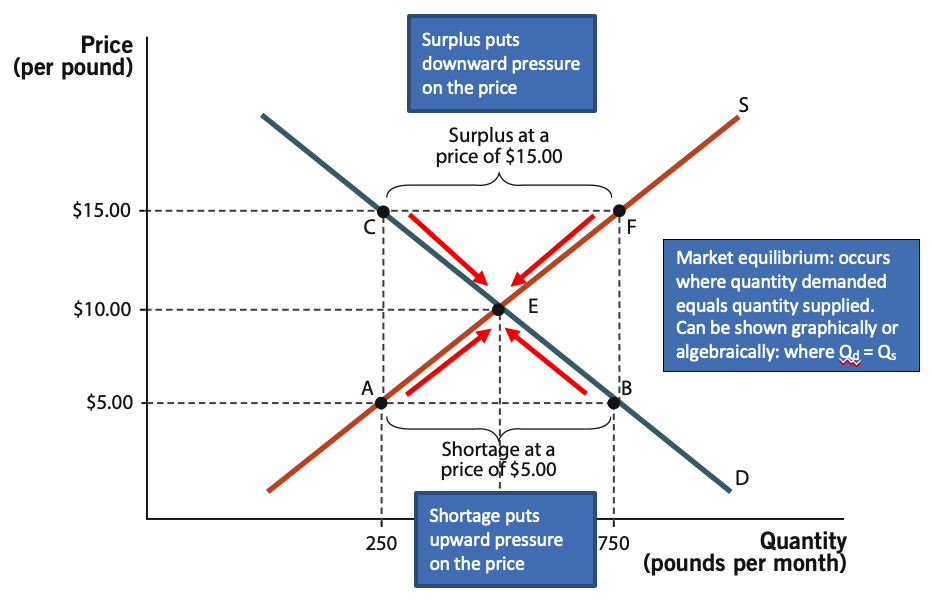 Surplus puts
downward pressure
on the price
Price
(per pound)
S
Surplus at a
price of $15.00
$15.00
C
F
Market equilibrium: occurs
where quantity demanded
equals quantity supplied.
Can be shown graphically or
algebraically: where Qd = Qs
$10.00
E
A
B
$5.00
Shortage at a
price of $5.00
D
Shortage puts
upward pressure
on the price
250
750
Quantity
(pounds per month)